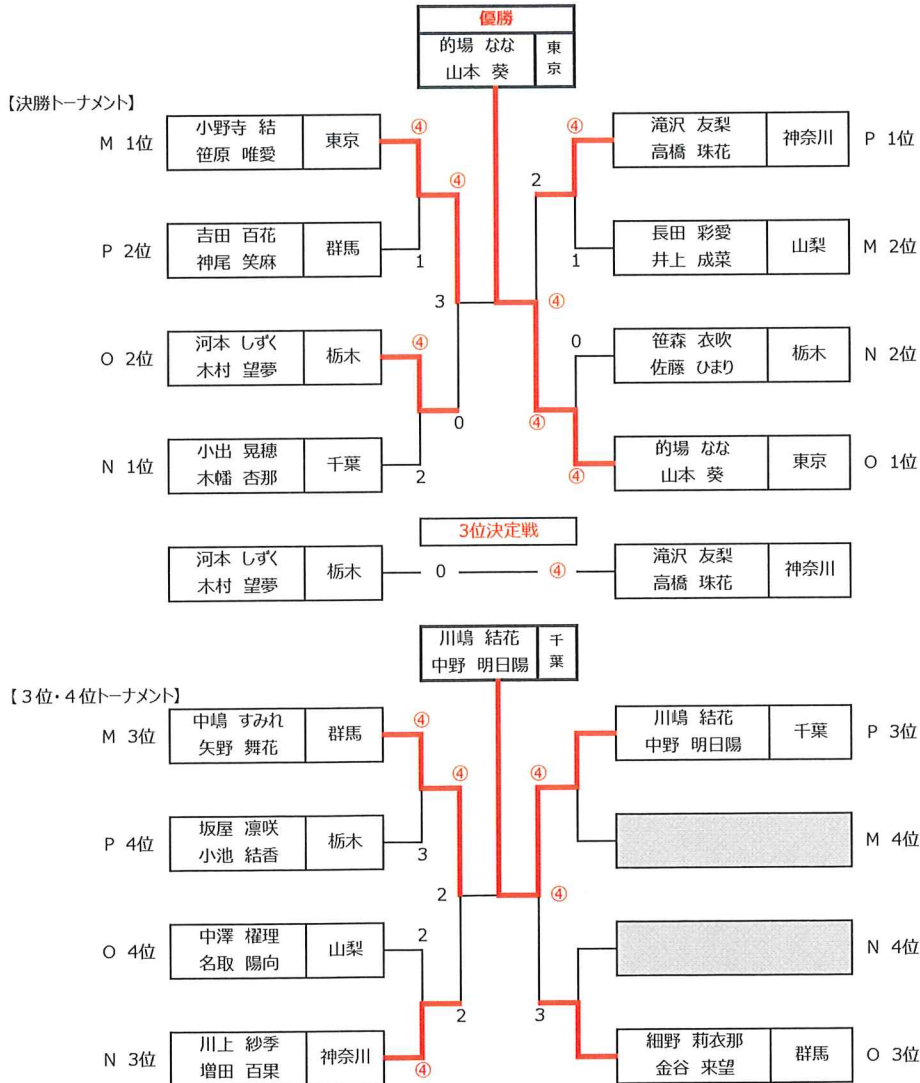 優勝
的場 なな 東京
山本 葵
【決勝トーナメント】
M 1位 小野寺 結 東京 ④
笹原 唯愛
④ 滝沢 友梨 神奈川 P 1位
高橋 珠花
④ 2
P 2位 吉田 百花 群馬 1
神尾 笑麻
1 長田 彩愛 山梨 M 2位
井上 成菜
3 ④
O 2位 河本 しずく 栃木 ④
木村 望夢
0 笹森 衣吹 栃木 N 2位
佐藤 ひまり
0 ④
N 1位 小出 晃穂 千葉 2
木幡 杏那
④ 的場 なな 東京 O 1位
山本 葵
3位決定戦
河本 しずく 栃木 0 ④ 滝沢 友梨 神奈川
木村 望夢 高橋 珠花
川嶋 結花 千葉
中野 明日陽
【３位・４位トーナメント】
M 3位 中嶋 すみれ 群馬 ④
矢野 舞花
川嶋 結花 千葉 P 3位
中野 明日陽
④ ④
P 4位 坂屋 凛咲 栃木 3
小池 結香
M 4位
2 ④
O 4位 中澤 櫂理 山梨 2
名取 陽向
N 4位
2 3
N 3位 川上 紗季 神奈川 ④
増田 百果
細野 莉衣那 群馬 O 3位
金谷 来望